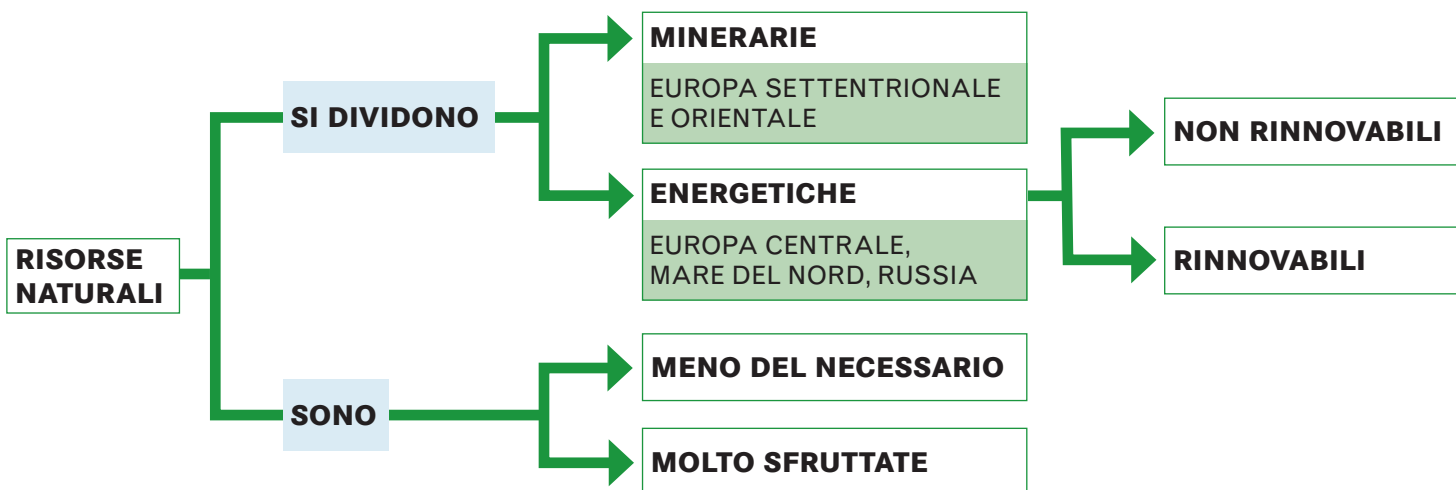 RISORSE
NATURALI
SI DIVIDONO
MINERARIE
EUROPA SETTENTRIONALE
E ORIENTALE
ENERGETICHE
EUROPA CENTRALE,
MARE DEL NORD, RUSSIA
NON RINNOVABILI
RINNOVABILI
SONO
MENO DEL NECESSARIO
MOLTO SFRUTTATE